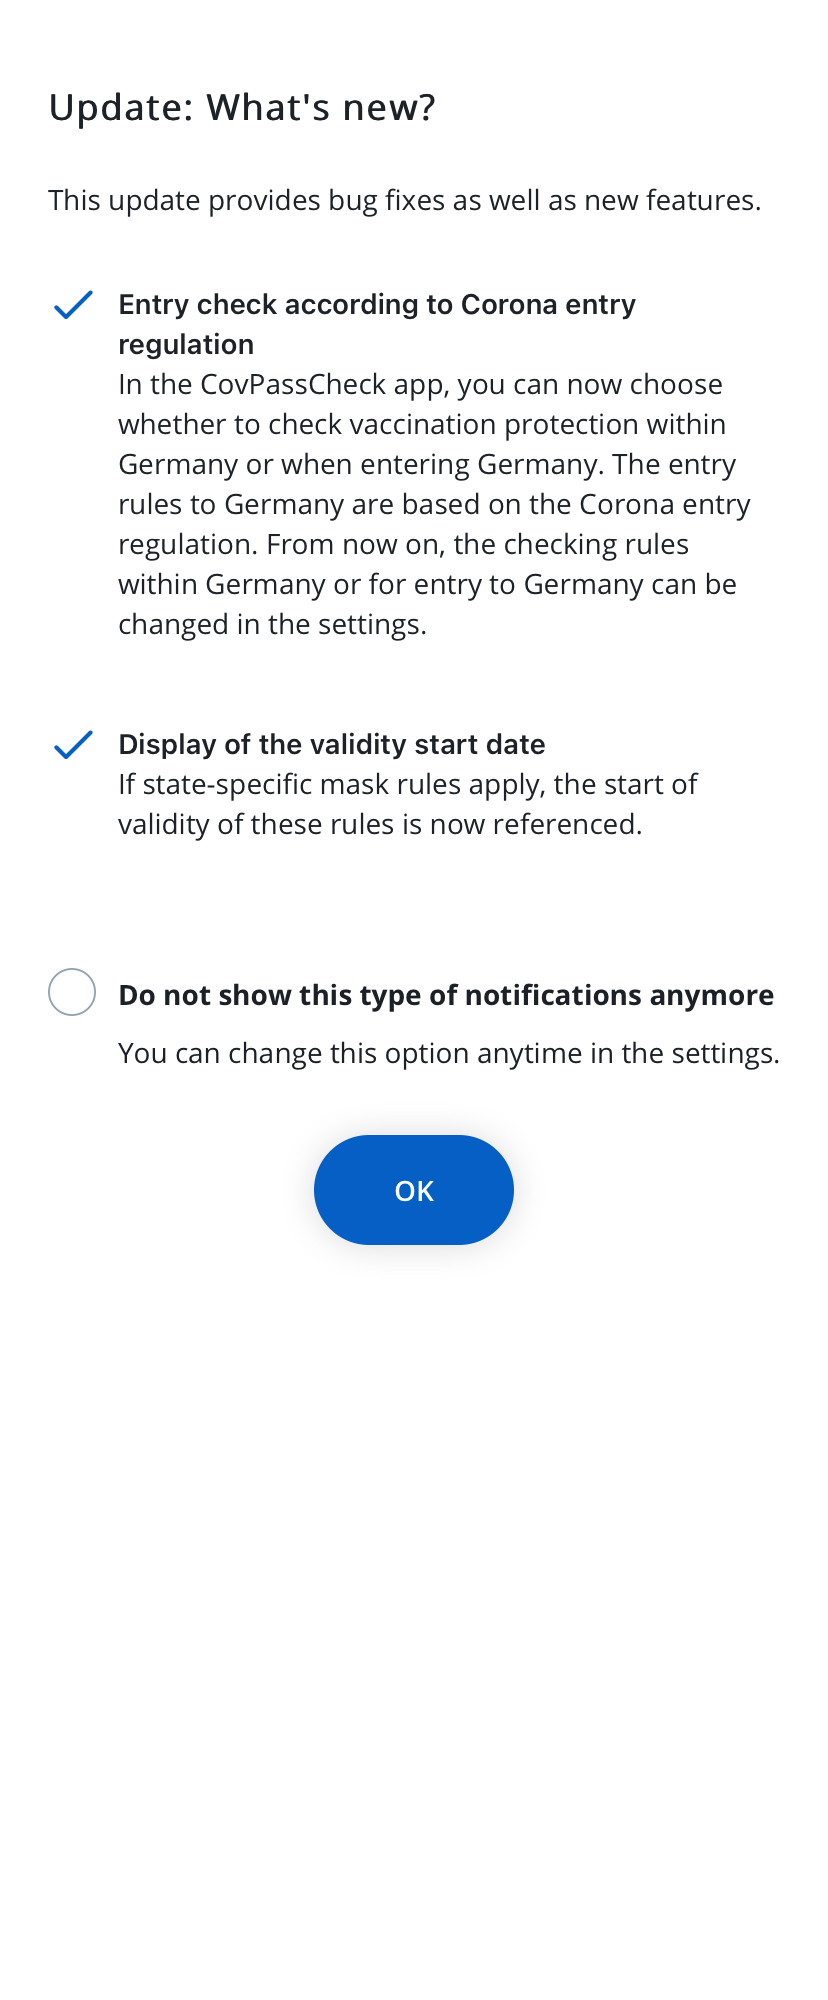 Update: What's new?
This update provides bug fixes as well as new features.
Entry check according to Corona entry
regulation
In the CovPassCheck app, you can now choose
whether to check vaccination protection within
Germany or when entering Germany. The entry
rules to Germany are based on the Corona entry
regulation. From now on, the checking rules
within Germany or for entry to Germany can be
changed in the settings.
Display of the validity start date
If state-specific mask rules apply, the start of
validity of these rules is now referenced.
Do not show this type of notifications anymore
You can change this option anytime in the settings.
OK